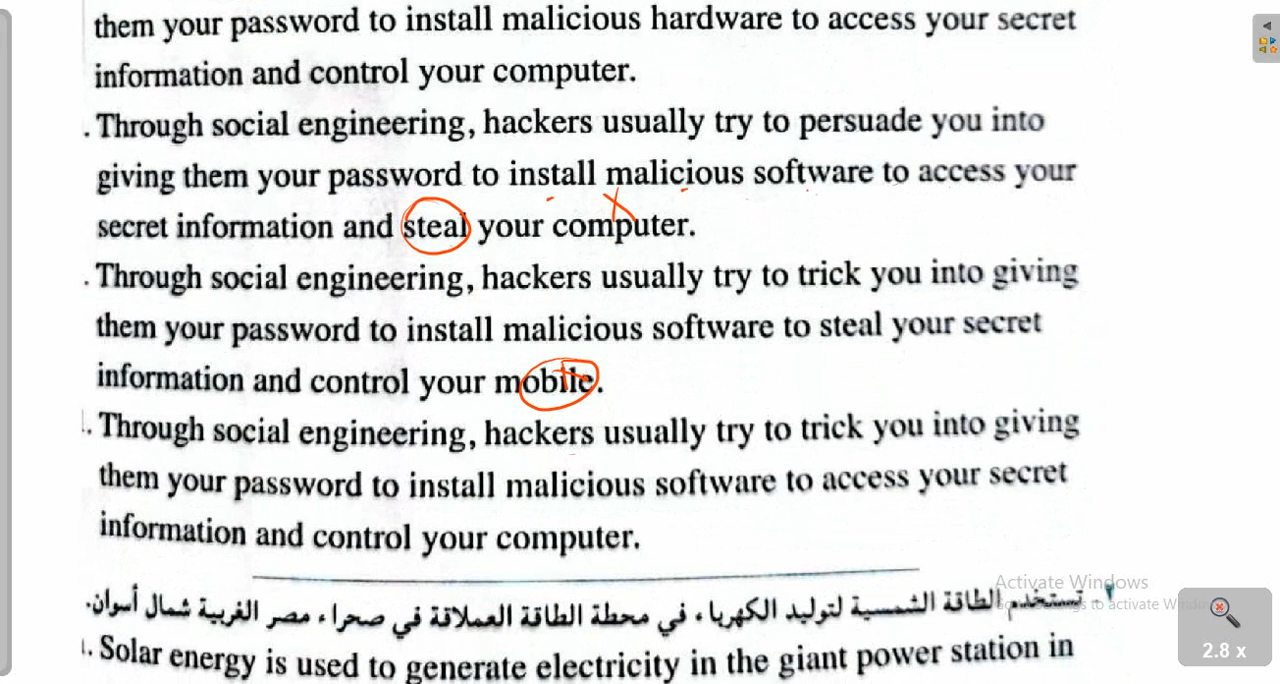 them your password to install malicious hardware to access your secret
information and control your computer.
. Through social engineering, hackers usually try to persuade you into
giving them your password to install malicious software to access your
secret information and steal your computer.
. Through social engineering, hackers usually try to trick you into giving
them your password to install malicious software to steal your secret
information and control your mobile.
. Through social engineering, hackers usually try to trick you into giving
them your password to install malicious software to access your secret
information and control your computer.
Activate Windows
٢ - تستخدم الطاقة الشمسية لتوليد الكهرباء في محطة الطاقة العملاقة في صحراء مصر الغربية شمال أسوان.
to activate
. Solar energy is used to generate electricity in the giant power station in
2.8 x